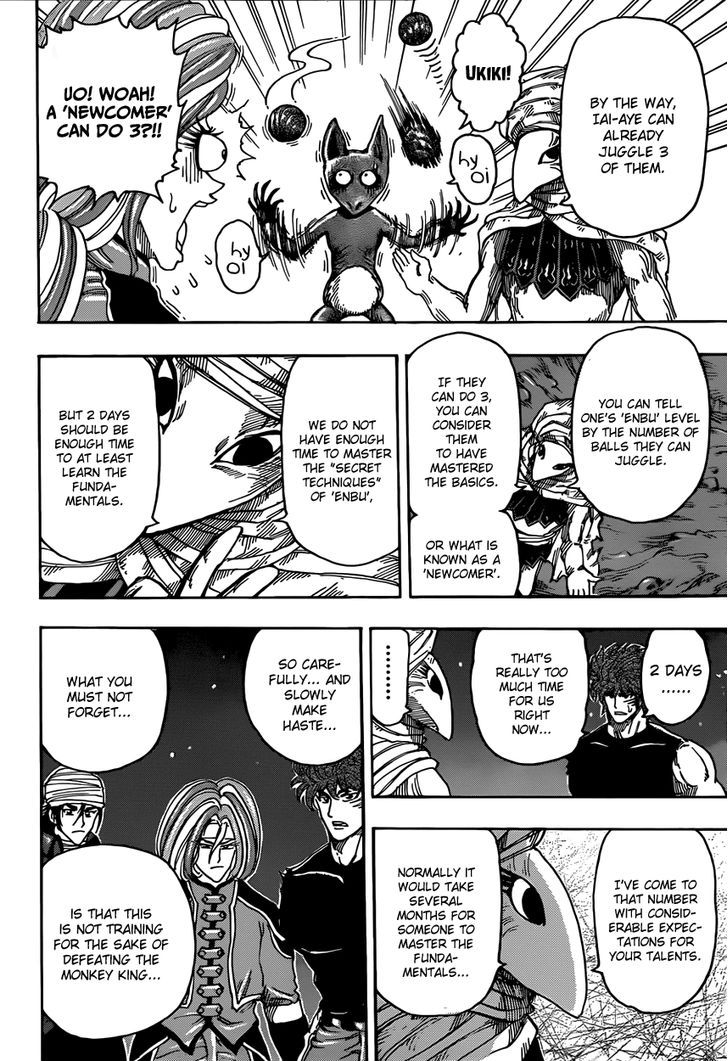 BY THE WAY,
IAI-AYE CAN
ALREADY
JUGGLE 3
OF THEM.
UKIKI!
hy
oi
hy
oi
UO! WOAH!
A 'NEWCOMER'
CAN DO 3?!!
YOU CAN TELL
ONE'S 'ENBU' LEVEL
BY THE NUMBER OF
BALLS THEY CAN
JUGGLE.
IF THEY
CAN DO 3,
YOU CAN
CONSIDER
THEM
TO HAVE
MASTERED
THE BASICS.
OR WHAT IS
KNOWN AS A
'NEWCOMER'.
WE DO NOT
HAVE ENOUGH
TIME TO MASTER
THE "SECRET
TECHNIQUES"
OF 'ENBU',
BUT 2 DAYS
SHOULD BE
ENOUGH TIME
TO AT LEAST
LEARN THE
FUNDA-
MENTALS.
2 DAYS
......
THAT'S
REALLY TOO
MUCH TIME
FOR US
RIGHT
NOW...
........
I'VE COME TO
THAT NUMBER
WITH CONSID-
ERABLE EXPEC-
TATIONS FOR
YOUR TALENTS.
NORMALLY IT
WOULD TAKE
SEVERAL
MONTHS FOR
SOMEONE TO
MASTER THE
FUNDA-
MENTALS...
SO CARE-
FULLY... AND
SLOWLY
MAKE
HASTE...
WHAT YOU
MUST NOT
FORGET...
IS THAT THIS
IS NOT TRAINING
FOR THE SAKE OF
DEFEATING THE
MONKEY KING...